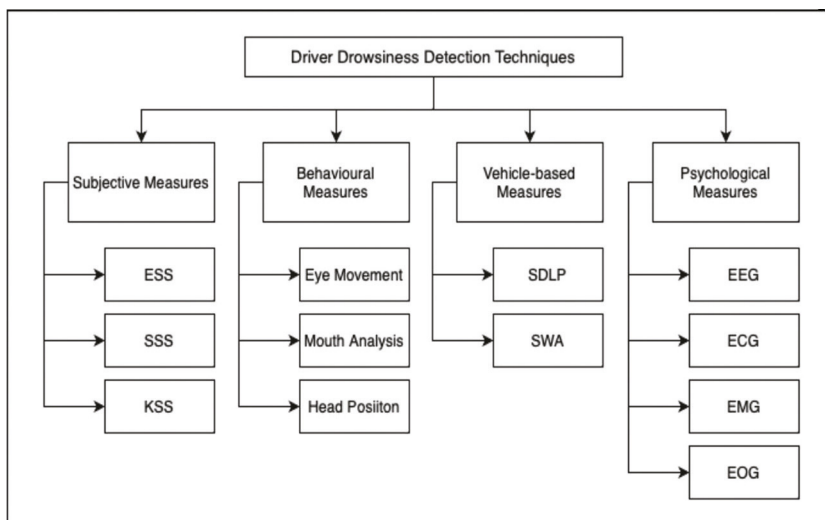 Driver Drowsiness Detection Techniques
Subjective Measures
Behavioural
Measures
Vehicle-based
Measures
Psychological
Measures
ESS
SSS
KSS
Eye Movement
Mouth Analysis
Head Posiiton
SDLP
SWA
EEG
ECG
EMG
EOG